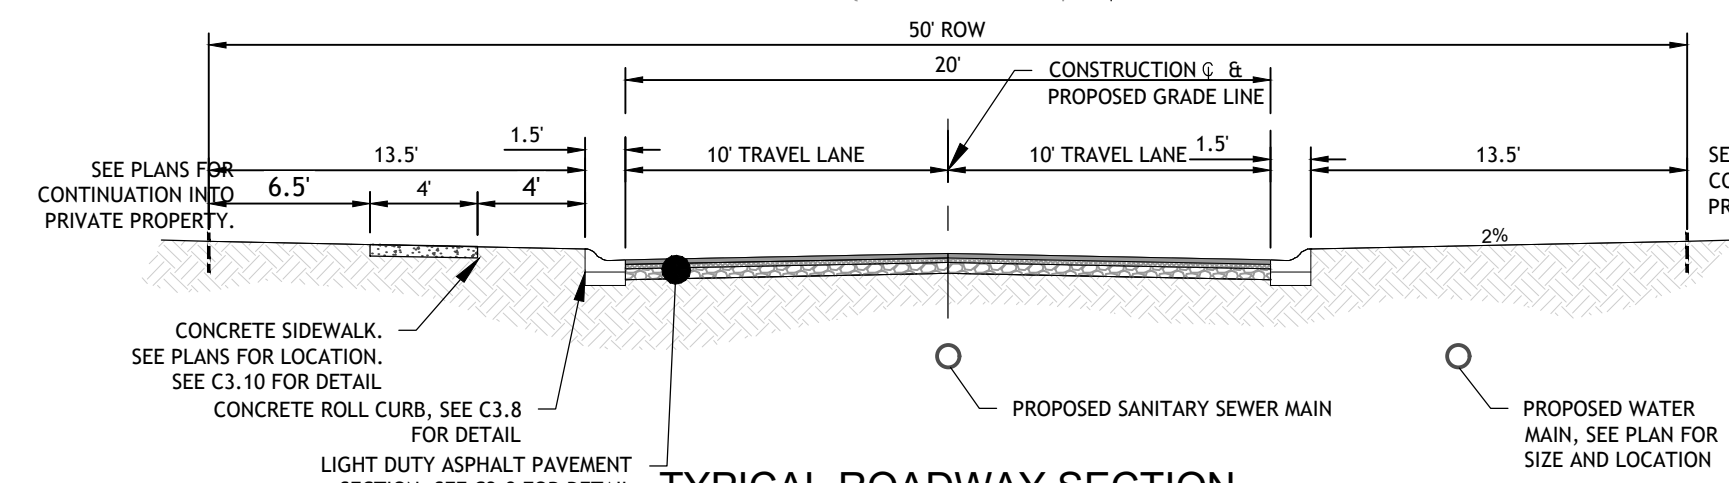 50' ROW
20'
CONSTRUCTION ℄ &
PROPOSED GRADE LINE
1.5'
13.5'
10' TRAVEL LANE
10' TRAVEL LANE
1.5'
13.5'
SEE PLANS FOR
CONTINUATION INTO
PRIVATE PROPERTY.
6.5'
4'
4'
2%
CONCRETE SIDEWALK.
SEE PLANS FOR LOCATION.
SEE C3.10 FOR DETAIL
CONCRETE ROLL CURB, SEE C3.8
FOR DETAIL
LIGHT DUTY ASPHALT PAVEMENT
PROPOSED SANITARY SEWER MAIN
PROPOSED WATER
MAIN, SEE PLAN FOR
SIZE AND LOCATION
TYPICAL ROADWAY SECTION